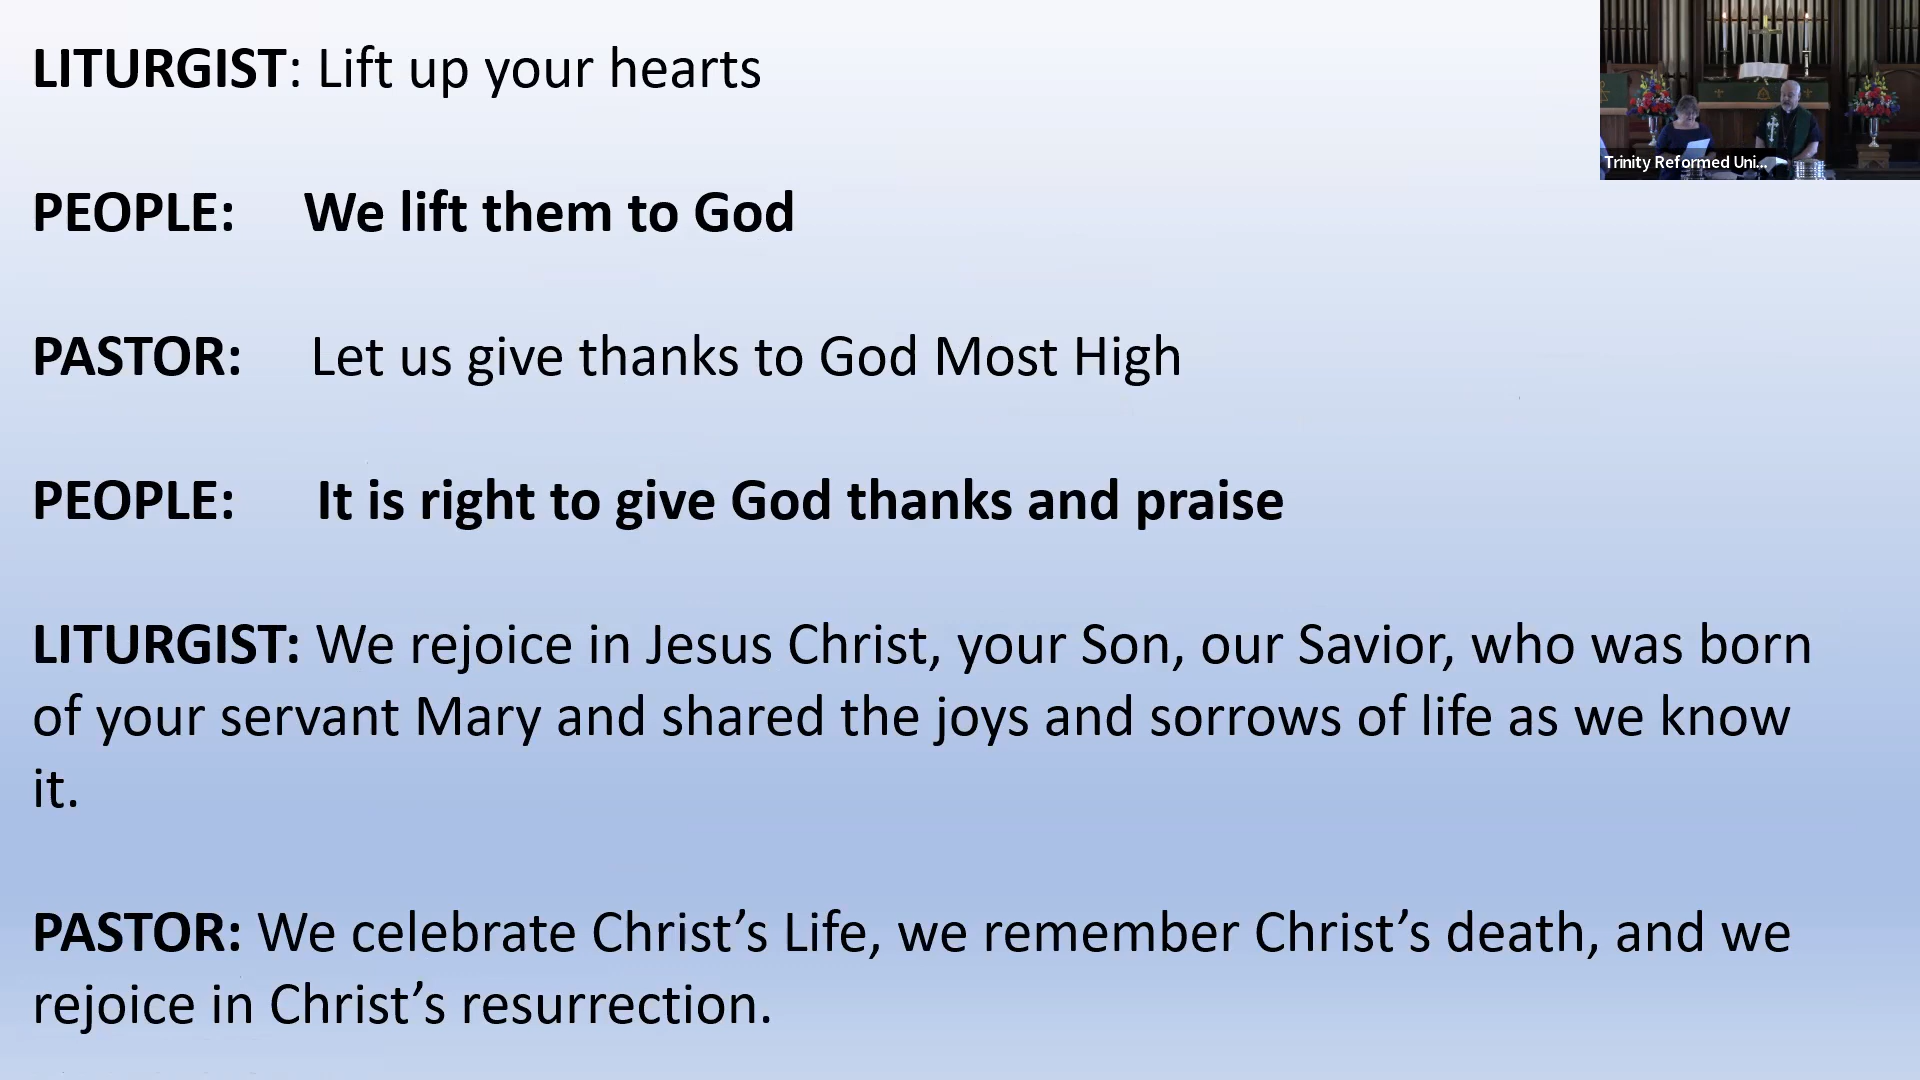 LITURGIST: Lift up your hearts
Trinity Reformed Uni...
PEOPLE: We lift them to God
PASTOR: Let us give thanks to God Most High
PEOPLE: It is right to give God thanks and praise
LITURGIST: We rejoice in Jesus Christ, your Son, our Savior, who was born
of your servant Mary and shared the joys and sorrows of life as we know
it.
PASTOR: We celebrate Christ’s Life, we remember Christ’s death, and we
rejoice in Christ’s resurrection.